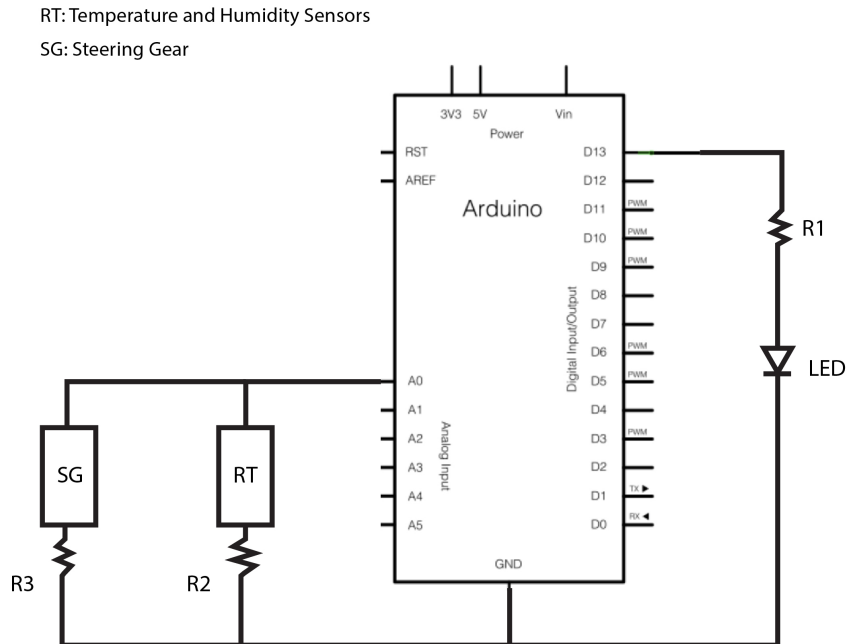 RT: Temperature and Humidity Sensors
SG: Steering Gear
3V3 5V Vin
Power
RST D13
AREF D12
Arduino
D11 PWM
D10 PWM
D9 PWM
D8
D7
D6 PWM
A0 D5 PWM
A1 D4
A2 D3 PWM
A3 D2
A4 D1 TX ▶
A5 D0 RX ◀
Digital Input/Output
Analog Input
GND
R1
LED
SG
RT
R3
R2